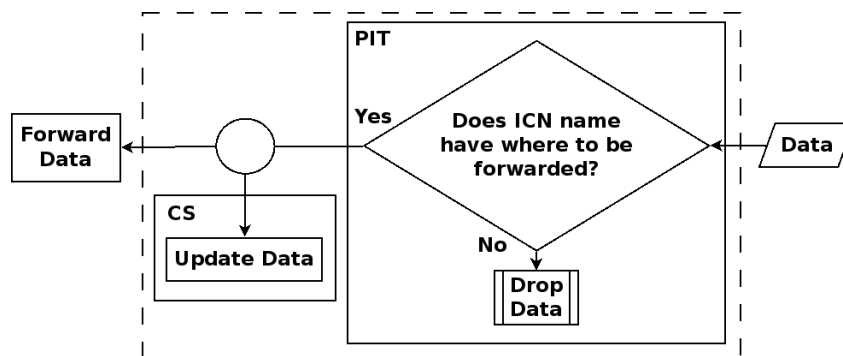 PIT
Yes
Does ICN name
have where to be
forwarded?
Data
Forward
Data
CS
Update Data
No
Drop
Data